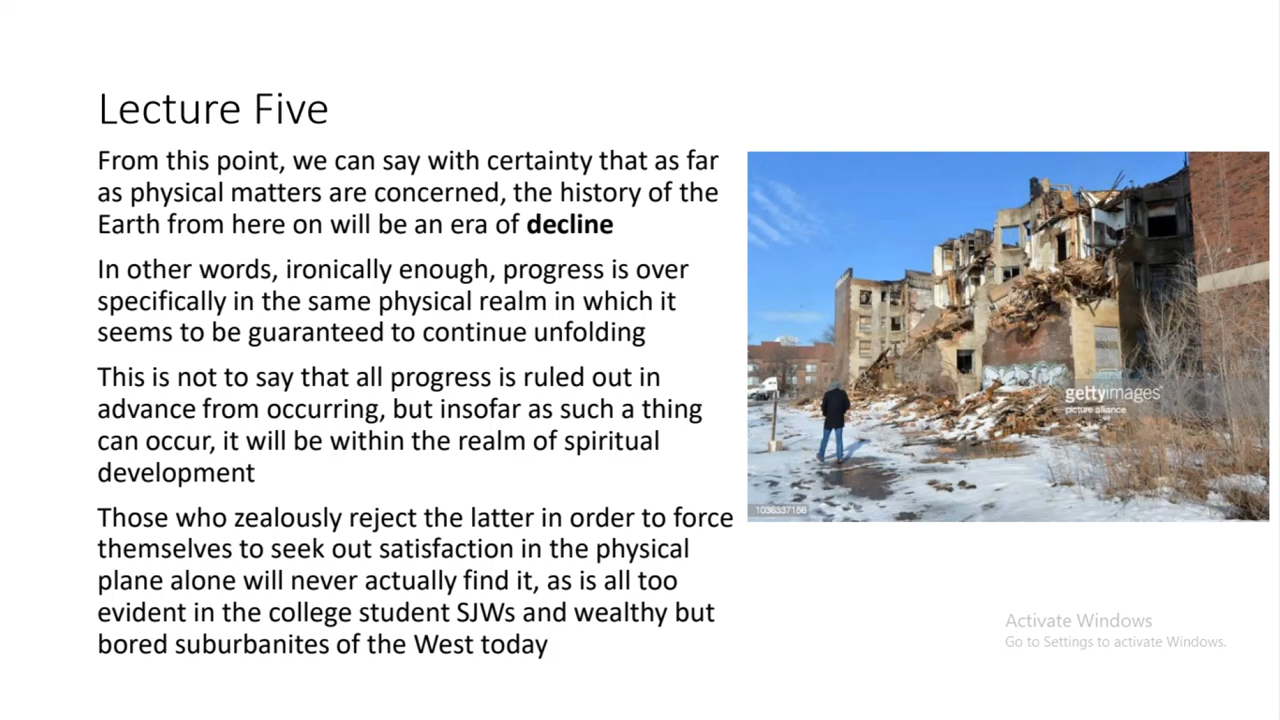 Lecture Five
From this point, we can say with certainty that as far
as physical matters are concerned, the history of the
Earth from here on will be an era of decline
In other words, ironically enough, progress is over
specifically in the same physical realm in which it
seems to be guaranteed to continue unfolding
This is not to say that all progress is ruled out in
advance from occurring, but insofar as such a thing
can occur, it will be within the realm of spiritual
development
Those who zealously reject the latter in order to force
themselves to seek out satisfaction in the physical
plane alone will never actually find it, as is all too
evident in the college student SJWs and wealthy but
bored suburbanites of the West today
gettyimages
picture alliance
1036337156
Activate Windows
Go to Settings to activate Windows.